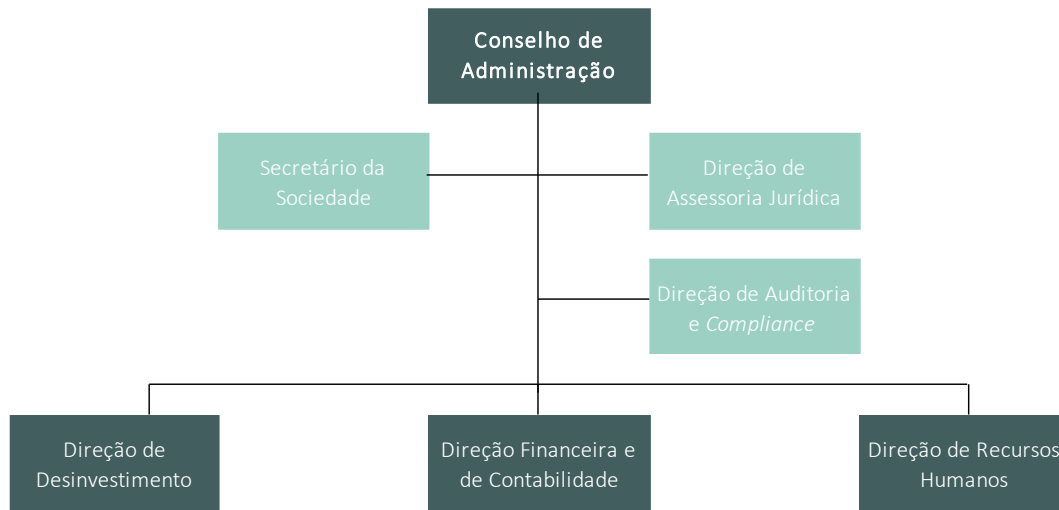 Conselho de
Administração
Secretário da
Sociedade
Direção de
Assessoria Jurídica
Direção de Auditoria
e Compliance
Direção de
Desinvestimento
Direção Financeira e
de Contabilidade
Direção de Recursos
Humanos